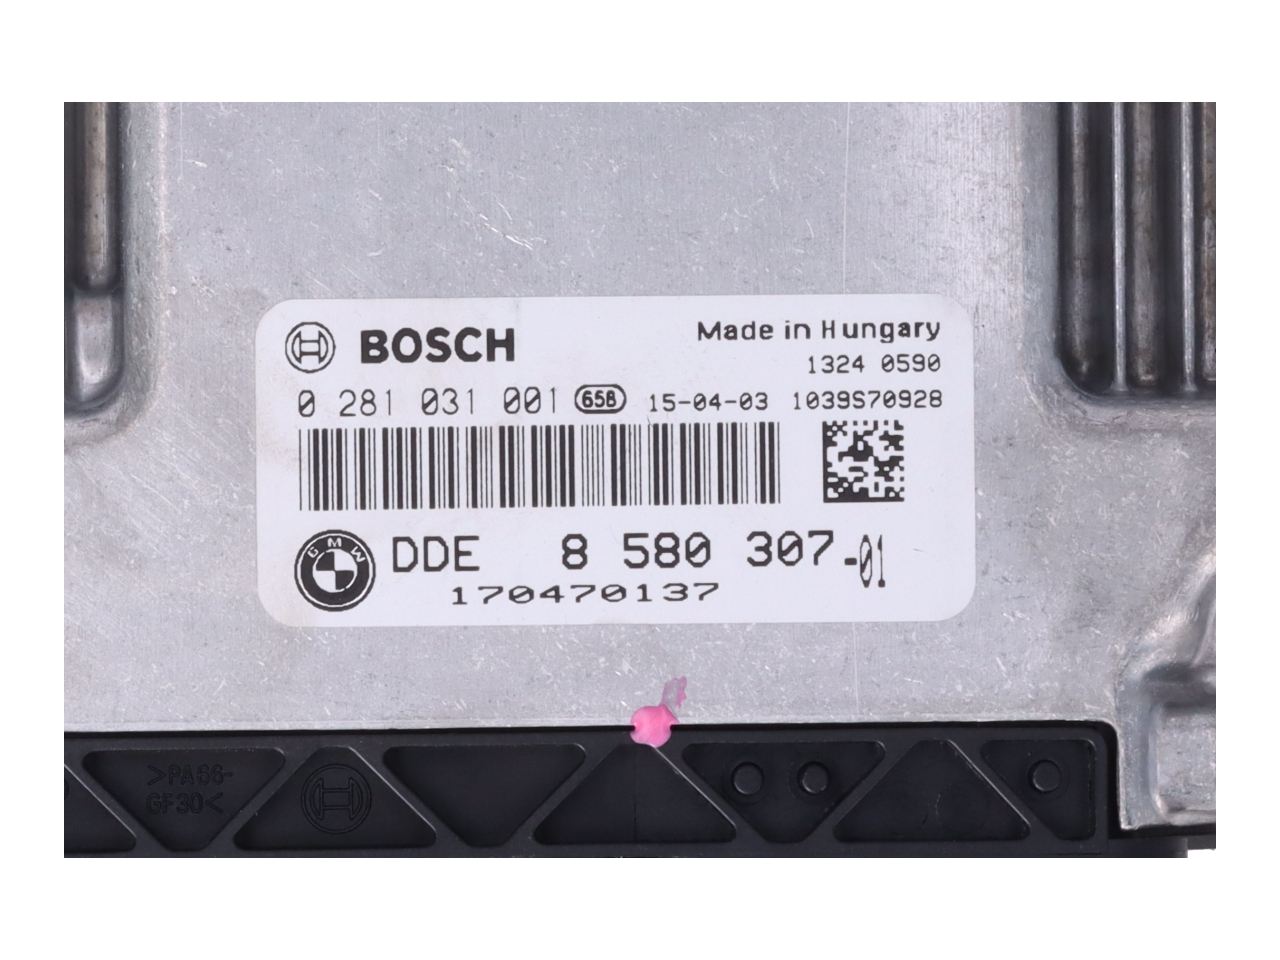 BOSCH
Made in Hungary
1324 0590
0 281 031 001 658 15-04-03 1039S70928
BMW
DDE 8 580 307-01
170470137
>PA66-
GF30<